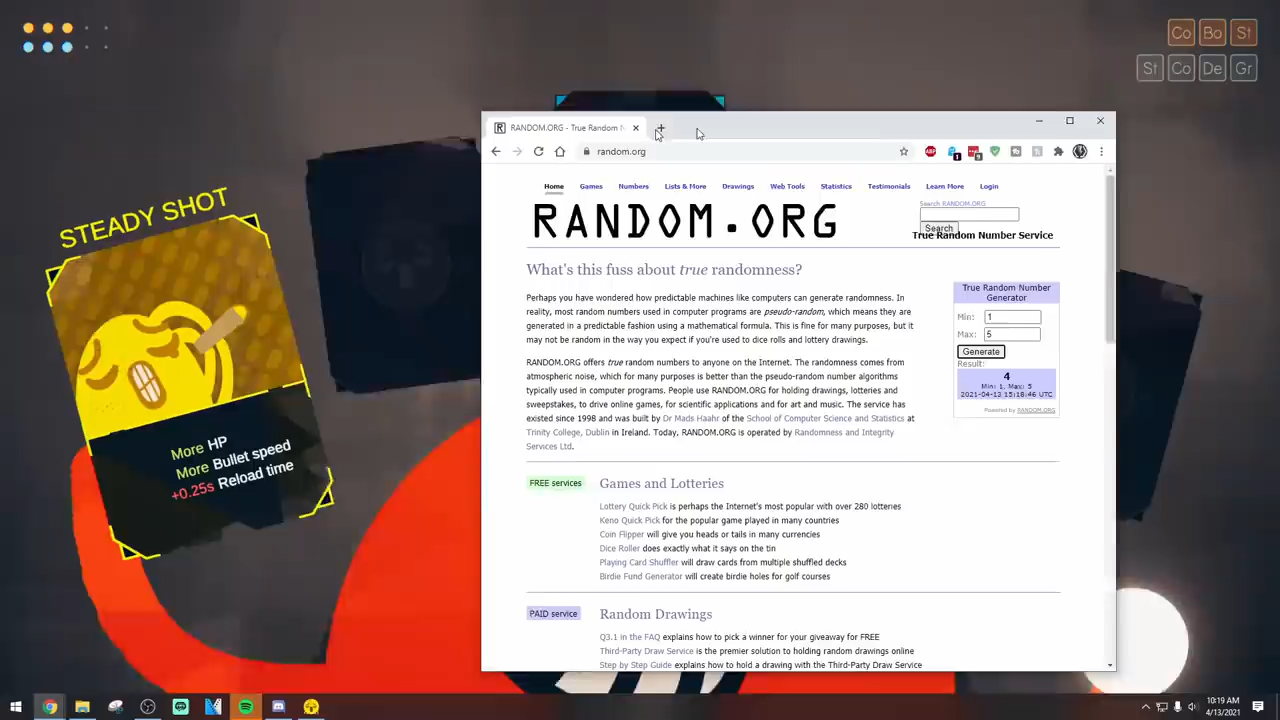 Co Bo St
St Co De Gr
STEADY SHOT
More HP
More Bullet speed
+0.25s Reload time
RANDOM.ORG - True Random N
random.org
ABP
1
9
Home Games Numbers Lists & More Drawings Web Tools Statistics Testimonials Learn More Login
RANDOM.ORG
Search RANDOM.ORG
Search
True Random Number Service
What's this fuss about true randomness?
Perhaps you have wondered how predictable machines like computers can generate randomness. In
reality, most random numbers used in computer programs are pseudo-random, which means they are
generated in a predictable fashion using a mathematical formula. This is fine for many purposes, but it
may not be random in the way you expect if you're used to dice rolls and lottery drawings.
RANDOM.ORG offers true random numbers to anyone on the Internet. The randomness comes from
atmospheric noise, which for many purposes is better than the pseudo-random number algorithms
typically used in computer programs. People use RANDOM.ORG for holding drawings, lotteries and
sweepstakes, to drive online games, for scientific applications and for art and music. The service has
existed since 1998 and was built by Dr Mads Haahr of the School of Computer Science and Statistics at
Trinity College, Dublin in Ireland. Today, RANDOM.ORG is operated by Randomness and Integrity
Services Ltd.
True Random Number
Generator
Min: 1
Max: 5
Generate
Result:
4
Min: 1, Max: 5
2021-04-13 15:18:46 UTC
Powered by RANDOM.ORG
FREE services
Games and Lotteries
Lottery Quick Pick is perhaps the Internet's most popular with over 280 lotteries
Keno Quick Pick for the popular game played in many countries
Coin Flipper will give you heads or tails in many currencies
Dice Roller does exactly what it says on the tin
Playing Card Shuffler will draw cards from multiple shuffled decks
Birdie Fund Generator will create birdie holes for golf courses
PAID service
Random Drawings
Q3.1 in the FAQ explains how to pick a winner for your giveaway for FREE
Third-Party Draw Service is the premier solution to holding random drawings online
Step by Step Guide explains how to hold a drawing with the Third-Party Draw Service
10:19 AM
4/13/2021